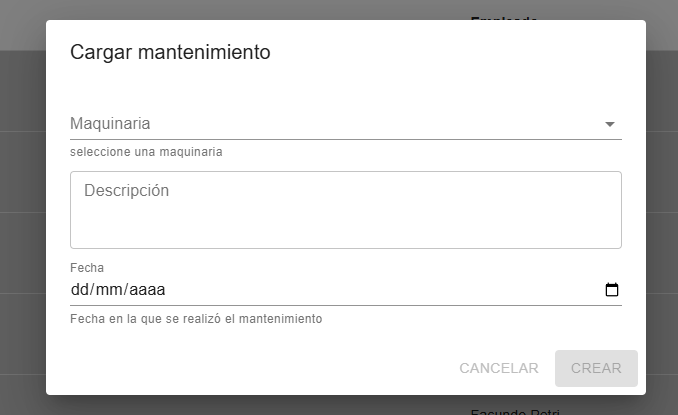 Cargar mantenimiento
Maquinaria
seleccione una maquinaria
Descripción
Fecha
dd/mm/aaaa
Fecha en la que se realizó el mantenimiento
CANCELAR CREAR